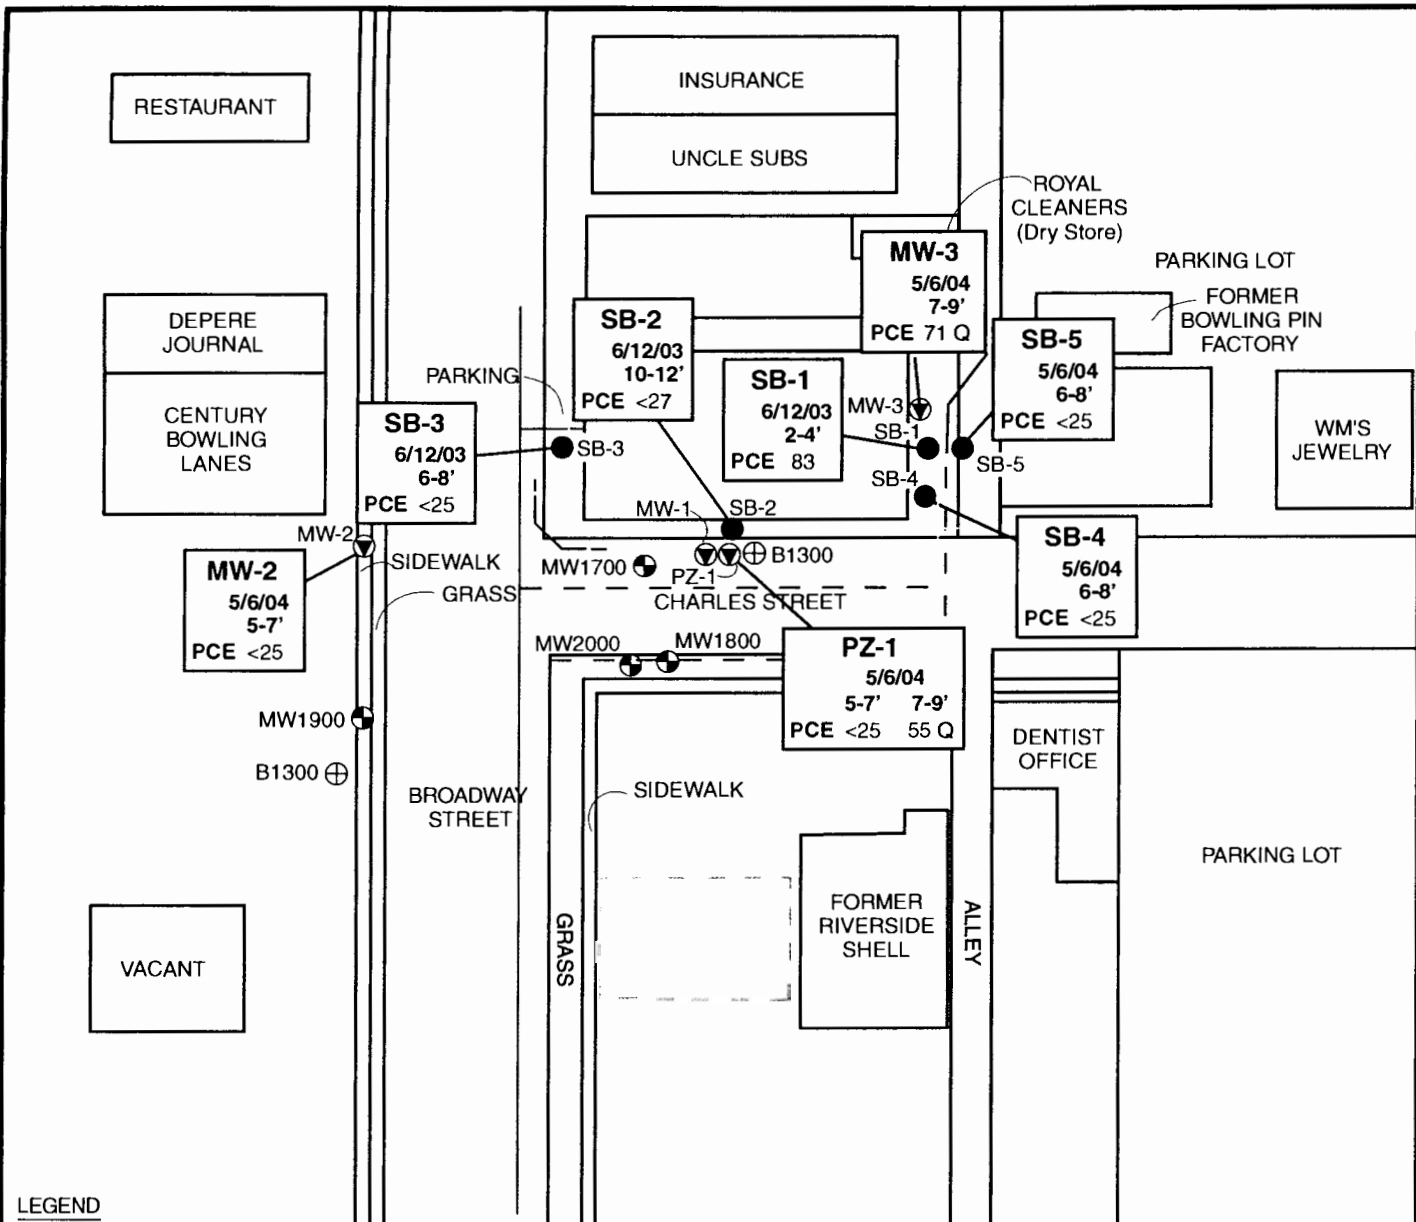 RESTAURANT
INSURANCE
UNCLE SUBS
ROYAL
CLEANERS
(Dry Store)
PARKING LOT
FORMER
BOWLING PIN
FACTORY
DEPERE
JOURNAL
CENTURY
BOWLING
LANES
PARKING
MW-3
5/6/04
7-9'
PCE 71 Q
SB-2
6/12/03
10-12'
PCE <27
SB-1
6/12/03
2-4'
PCE 83
SB-5
5/6/04
6-8'
PCE <25
SB-3
6/12/03
6-8'
PCE <25
WM'S
JEWELRY
MW-3
SB-1
SB-3
SB-5
SB-4
MW-1
SB-2
MW-2
SIDEWALK
MW1700
PZ-1
B1300
SB-4
5/6/04
6-8'
PCE <25
MW-2
5/6/04
5-7'
PCE <25
GRASS
CHARLES STREET
MW2000
MW1800
PZ-1
5/6/04
5-7' 7-9'
PCE <25 55 Q
MW1900
B1300
DENTIST
OFFICE
BROADWAY
STREET
SIDEWALK
PARKING LOT
FORMER
RIVERSIDE
SHELL
GRASS
ALLEY
VACANT
LEGEND